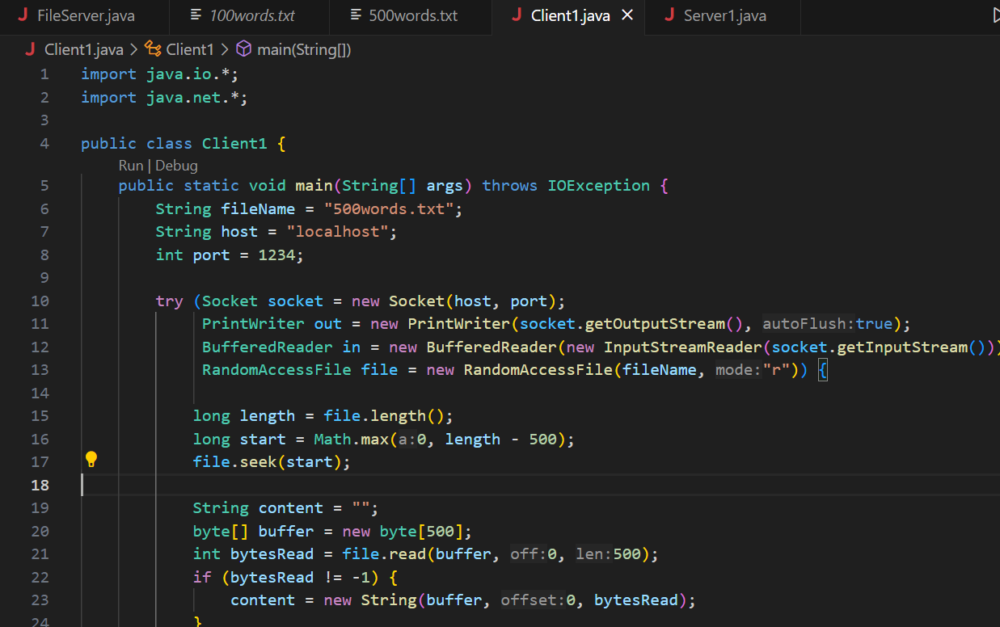 FileServer.java 100words.txt 500words.txt Client1.java Server1.java
Client1.java > Client1 > main(String[])
1 import java.io.*;
2 import java.net.*;
3
4 public class Client1 {
Run | Debug
5 public static void main(String[] args) throws IOException {
6 String fileName = "500words.txt";
7 String host = "localhost";
8 int port = 1234;
9
10 try (Socket socket = new Socket(host, port);
11 PrintWriter out = new PrintWriter(socket.getOutputStream(), autoFlush:true);
12 BufferedReader in = new BufferedReader(new InputStreamReader(socket.getInputStream()))
13 RandomAccessFile file = new RandomAccessFile(fileName, mode:"r")) {
14
15 long length = file.length();
16 long start = Math.max(a:0, length - 500);
17 file.seek(start);
18
19 String content = "";
20 byte[] buffer = new byte[500];
21 int bytesRead = file.read(buffer, off:0, len:500);
22 if (bytesRead != -1) {
23 content = new String(buffer, offset:0, bytesRead);
24 }